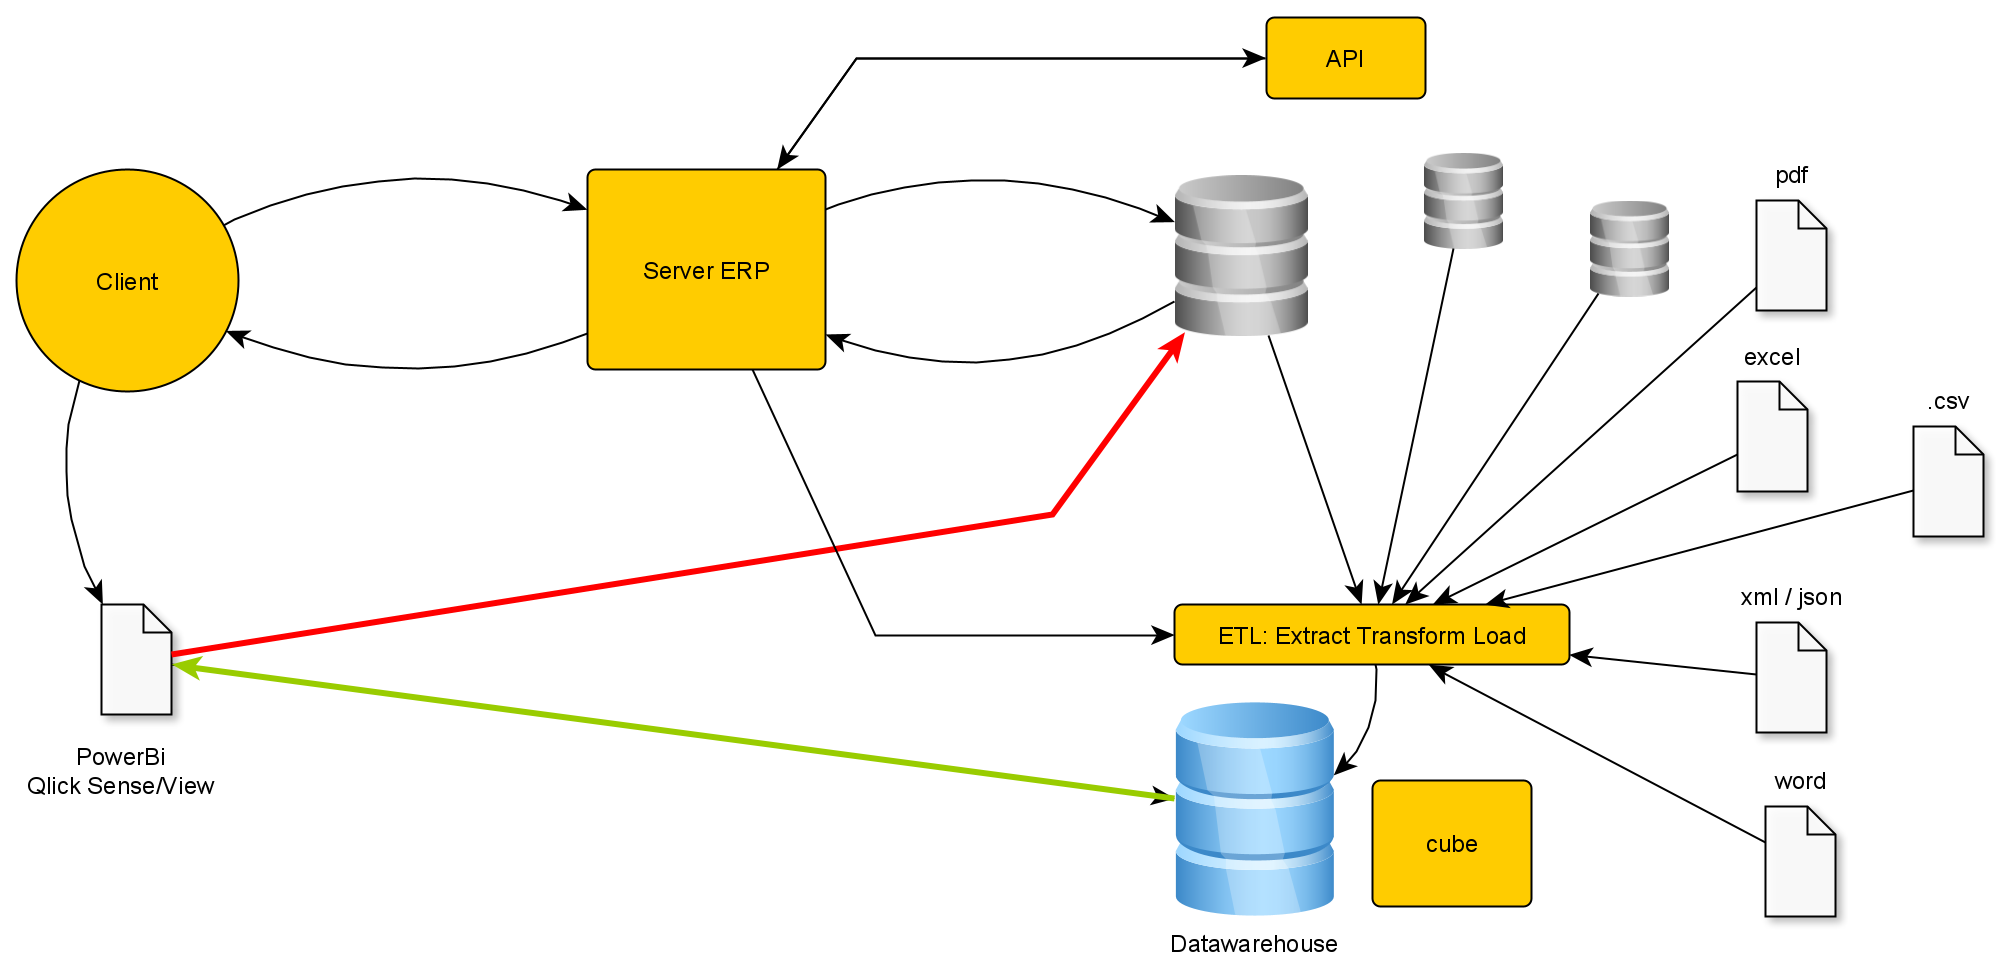 API
pdf
Client
Server ERP
excel
.csv
xml / json
ETL: Extract Transform Load
PowerBi
Qlick Sense/View
word
cube
Datawarehouse